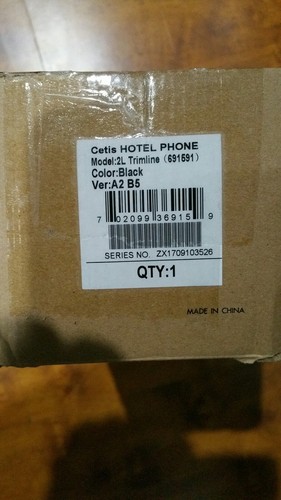 Cetis HOTEL PHONE
Model:2L Trimline (691591)
Color:Black
Ver:A2 B5
7 02099 36915 9
SERIES NO. ZX1709103526
QTY:1
MADE IN CHINA